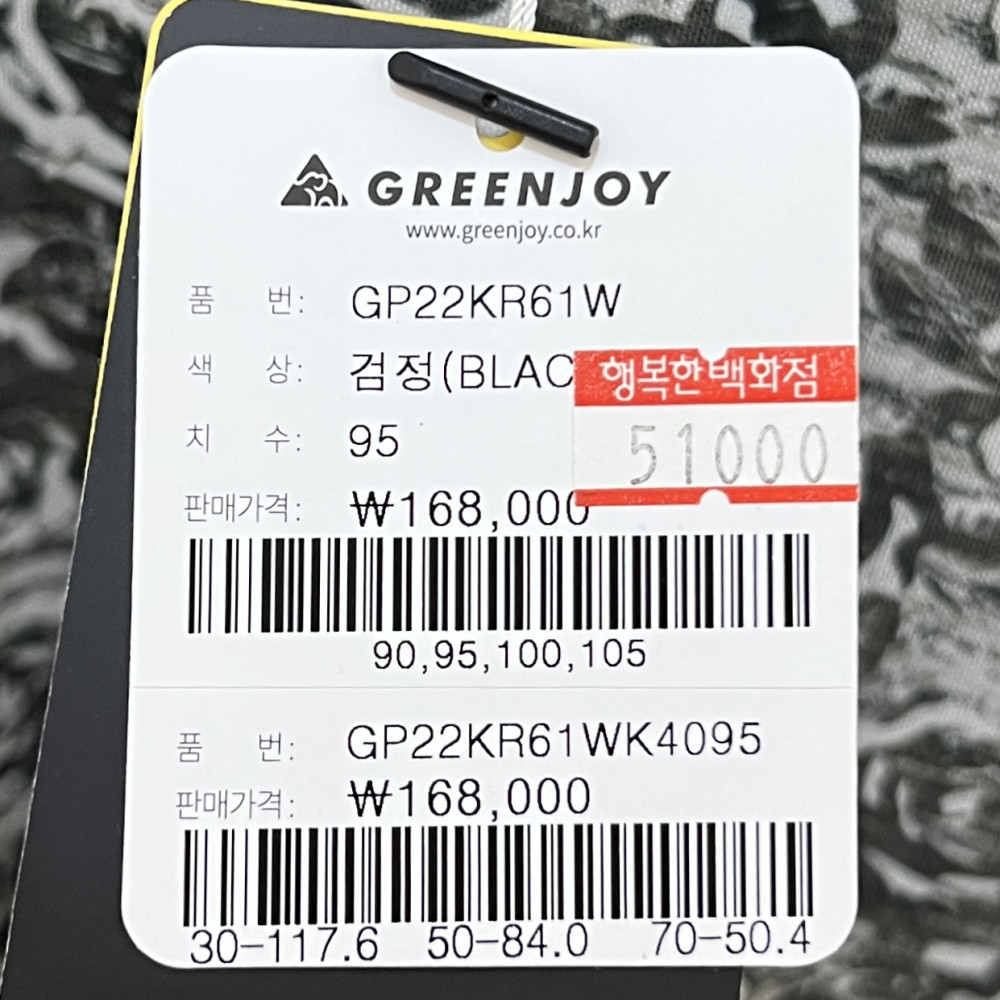 GREENJOY
www.greenjoy.co.kr
품 번: GP22KR61W
색 상: 검정(BLAC
행복한백화점
51000
치 수: 95
판매가격: ₩168,000
90,95,100,105
품 번: GP22KR61WK4095
판매가격: ₩168,000
30-117.6 50-84.0 70-50.4